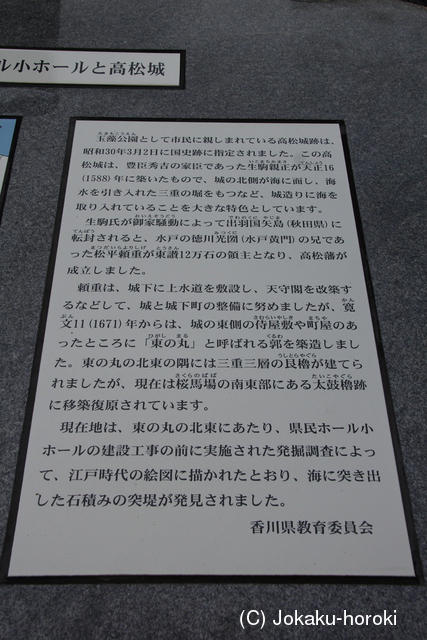 ル小ホールと高松城
玉藻公園として市民に親しまれている高松城跡は、
昭和30年3月2日に国史跡に指定されました。この高
松城は、豊臣秀吉の家臣であった生駒親正が天正16
(1588)年に築いたもので、城の北側が海に面し、海
水を引き入れた三重の堀をもつなど、城造りに海を
取り入れていることを大きな特色としています。
生駒氏が御家騒動によって出羽国矢島(秋田県)に
転封されると、水戸の徳川光圀(水戸黄門)の兄であ
った松平頼重が東讃12万石の領主となり、高松藩が
成立しました。
頼重は、城下に上水道を敷設し、天守閣を改築す
るなどして、城と城下町の整備に努めましたが、寛
文11(1671)年からは、城の東側の侍屋敷や町屋のあ
ったところに「東の丸」と呼ばれる郭を築造しまし
た。東の丸の北東の隅には三重三層の艮櫓が建てら
れましたが、現在は桜馬場の南東部にある太鼓櫓跡
に移築復原されています。
現在地は、東の丸の北東にあたり、県民ホール小
ホールの建設工事の前に実施された発掘調査によっ
て、江戸時代の絵図に描かれたとおり、海に突き出
した石積みの突堤が発見されました。
香川県教育委員会
(C) Jokaku-horoki